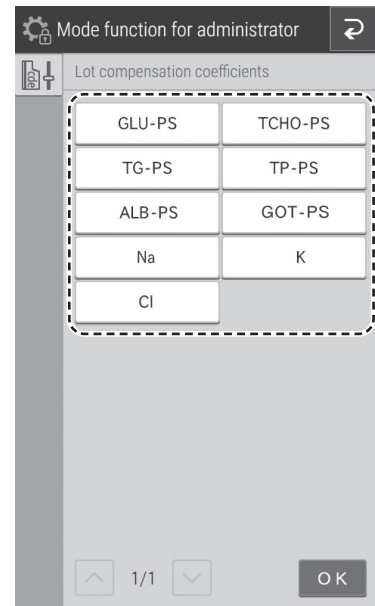 Mode function for administrator
Lot compensation coefficients
GLU-PS TCHO-PS
TG-PS TP-PS
ALB-PS GOT-PS
Na K
Cl
1/1 OK